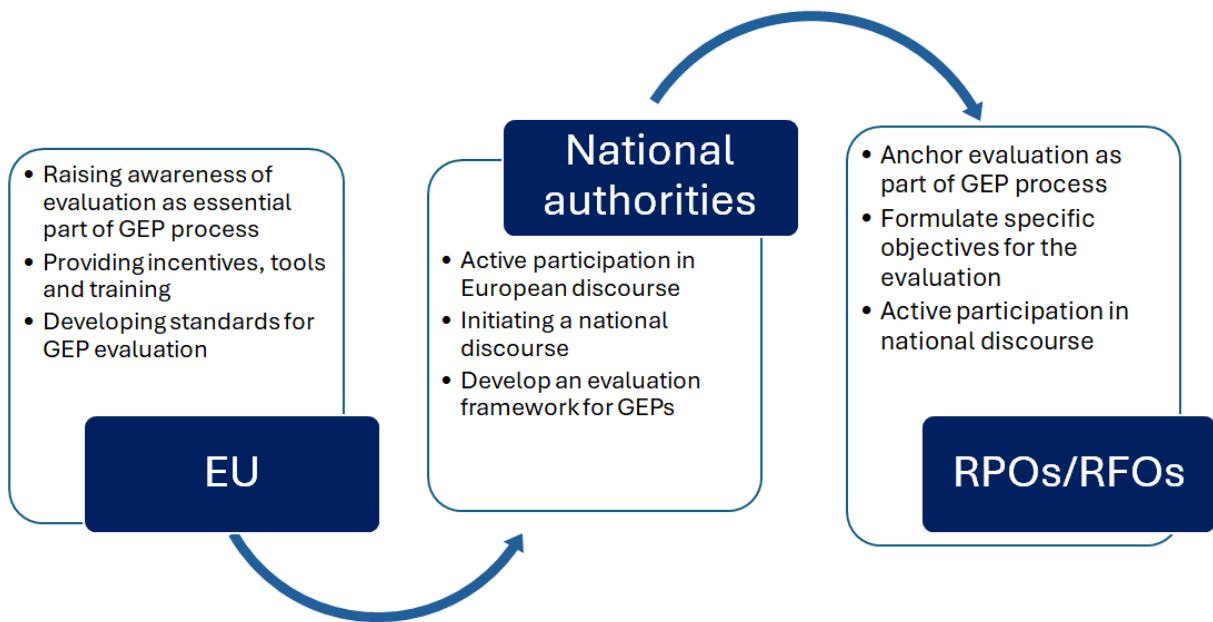 • Raising awareness of
evaluation as essential
part of GEP process
• Providing incentives, tools
and training
• Developing standards for
GEP evaluation
EU
National
authorities
• Active participation in
European discourse
• Initiating a national
discourse
• Develop an evaluation
framework for GEPs
• Anchor evaluation as
part of GEP process
• Formulate specific
objectives for the
evaluation
• Active participation in
national discourse
RPOs/RFOs